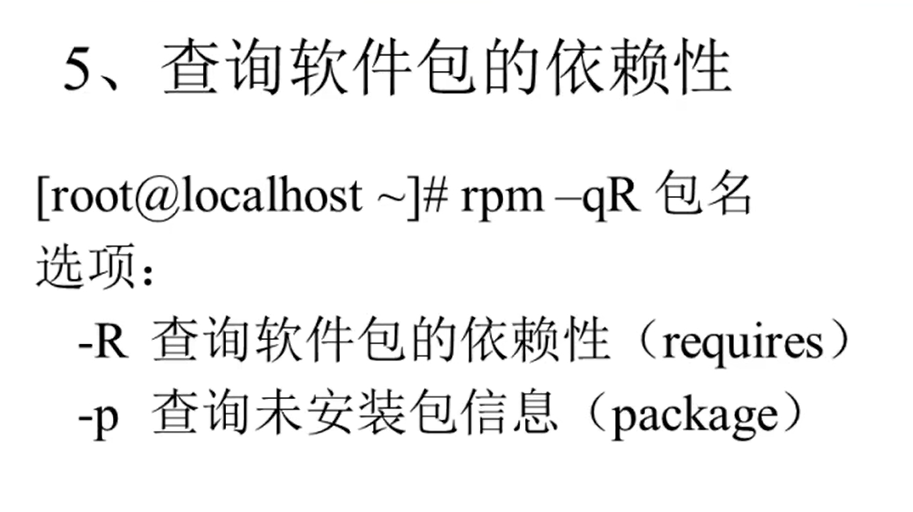 5、查询软件包的依赖性
[root@localhost ~]# rpm –qR 包名
选项：
-R 查询软件包的依赖性（requires）
-p 查询未安装包信息（package）